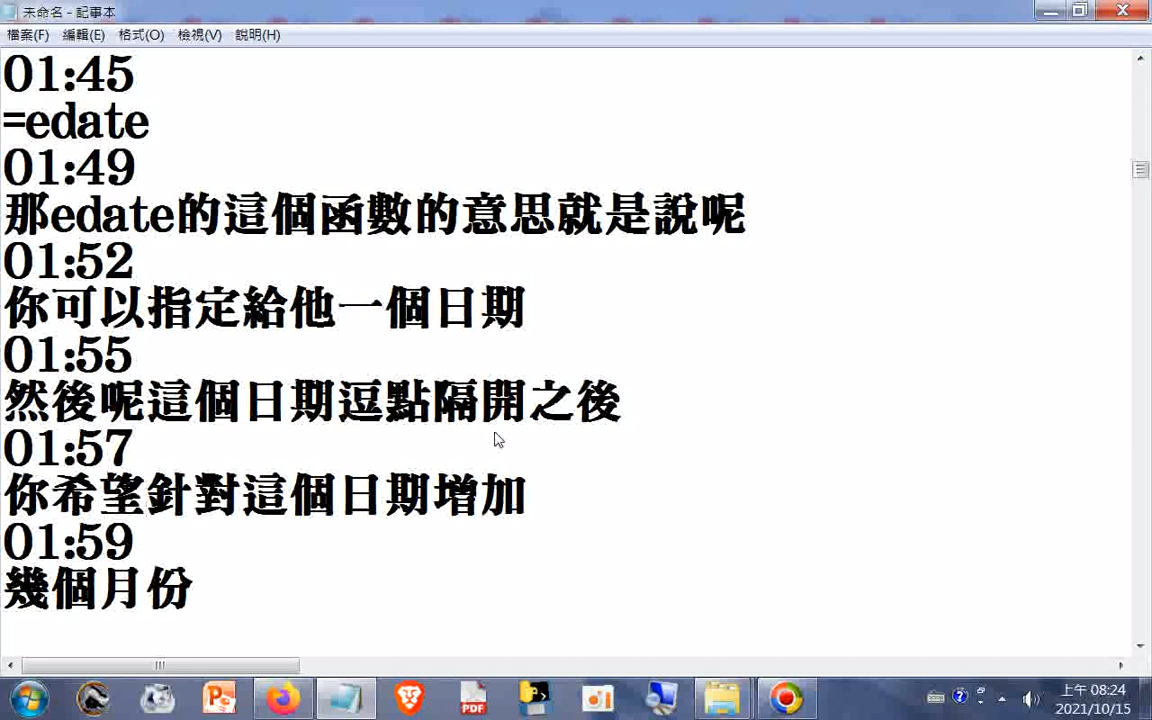 未命名 - 記事本
檔案(F) 編輯(E) 格式(O) 檢視(V) 說明(H)
01:45
=edate
01:49
那edate的這個函數的意思就是說呢
01:52
你可以指定給他一個日期
01:55
然後呢這個日期逗點隔開之後
01:57
你希望針對這個日期增加
01:59
幾個月份
PDF
上午 08:24
2021/10/15